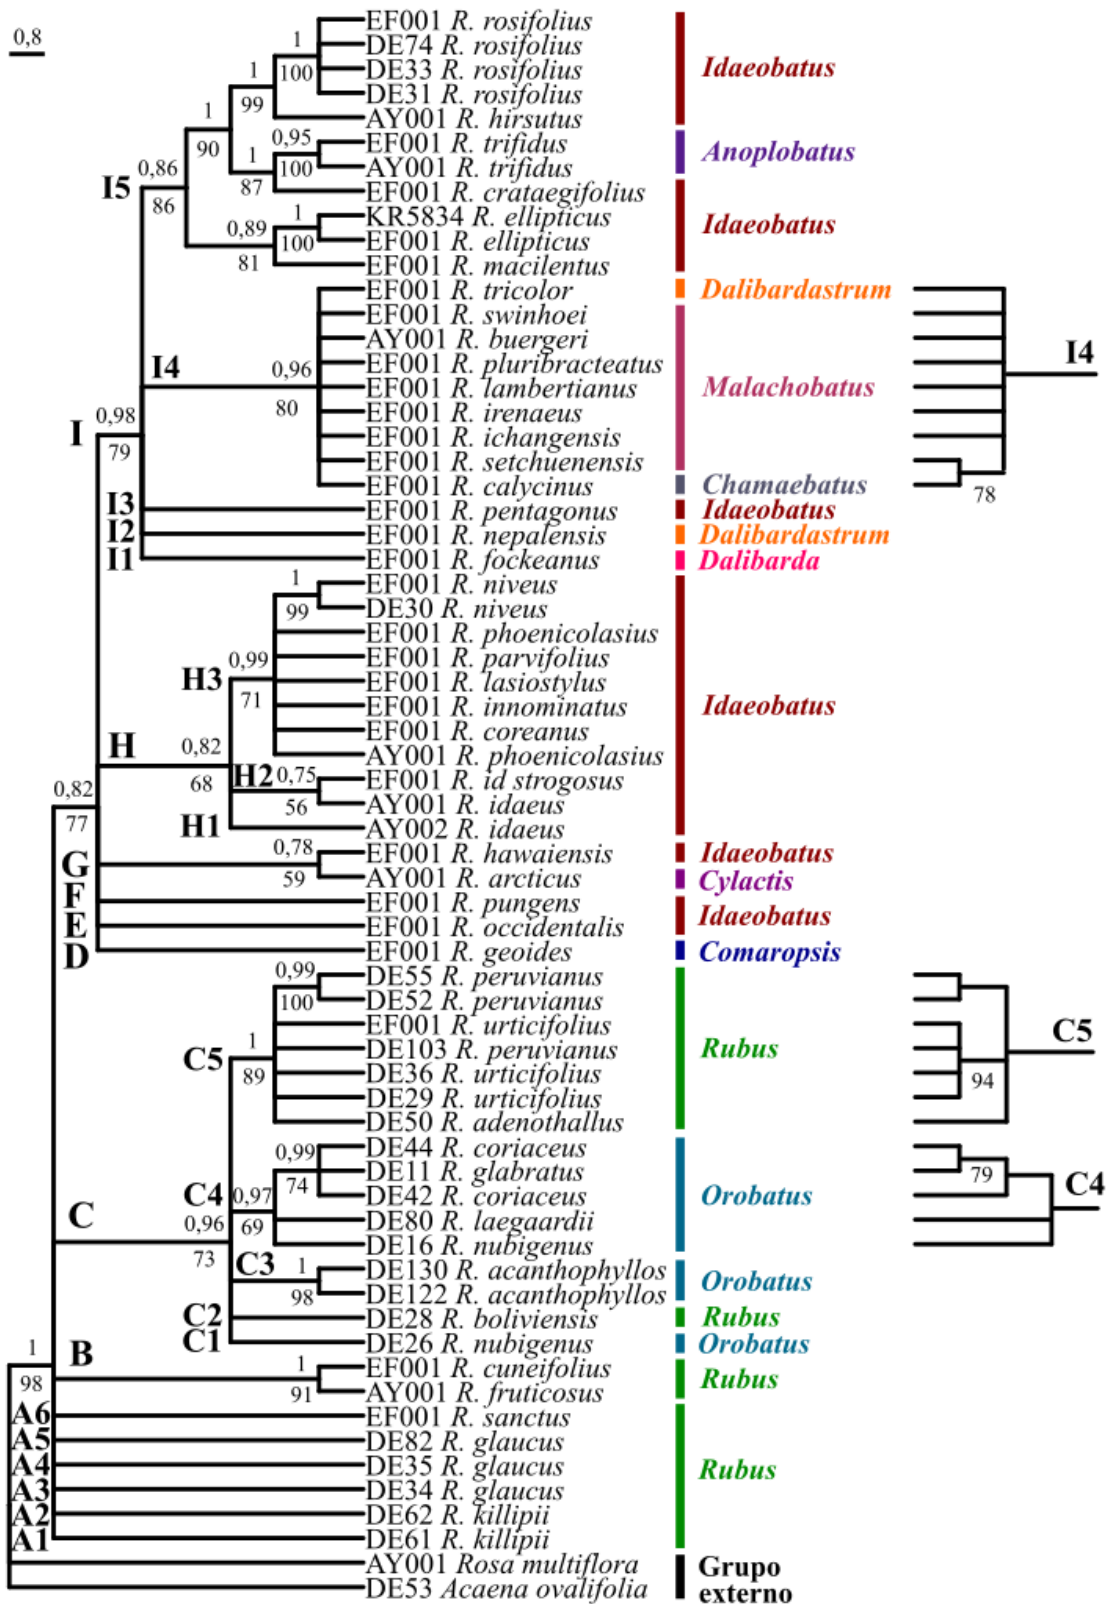 0,8
EF001 R. rosifolius
DE74 R. rosifolius
DE33 R. rosifolius
DE31 R. rosifolius
AY001 R. hirsutus
1
100
1
99
Idaeobatus
EF001 R. trifidus
AY001 R. trifidus
EF001 R. crataegifolius
1
90
0,95
100
1
87
Anoplobatus
KR5834 R. ellipticus
EF001 R. ellipticus
EF001 R. macilentus
I5
0,86
86
1
100
0,89
81
Idaeobatus
EF001 R. tricolor
Dalibardastrum
EF001 R. swinhoei
AY001 R. buergeri
EF001 R. pluribracteatus
EF001 R. lambertianus
EF001 R. irenaeus
EF001 R. ichangensis
EF001 R. setchuenensis
I4
0,96
80
Malachobatus
I4
78
EF001 R. calycinus
Chamaebatus
I
0,98
79
I3
EF001 R. pentagonus
Idaeobatus
I2
EF001 R. nepalensis
Dalibardastrum
I1
EF001 R. fockeanus
Dalibarda
EF001 R. niveus
DE30 R. niveus
EF001 R. phoenicolasius
EF001 R. parvifolius
EF001 R. lasiostylus
EF001 R. innominatus
EF001 R. coreanus
AY001 R. phoenicolasius
1
99
H3
0,99
71
Idaeobatus
H
0,82
68
H2
0,75
56
EF001 R. id strogosus
AY001 R. idaeus
H1
AY002 R. idaeus
0,82
77
G
0,78
59
EF001 R. hawaiensis
Idaeobatus
AY001 R. arcticus
Cylactis
F
EF001 R. pungens
E
EF001 R. occidentalis
Idaeobatus
D
EF001 R. geoides
Comaropsis
DE55 R. peruvianus
DE52 R. peruvianus
EF001 R. urticifolius
DE103 R. peruvianus
DE36 R. urticifolius
DE29 R. urticifolius
DE50 R. adenothallus
0,99
100
C5
1
89
Rubus
C5
94
DE44 R. coriaceus
DE11 R. glabratus
DE42 R. coriaceus
DE80 R. laegaardii
DE16 R. nubigenus
0,99
74
C4
0,97
69
Orobatus
C4
79
C
0,96
73
C3
1
98
DE130 R. acanthophyllos
DE122 R. acanthophyllos
Orobatus
C2
DE28 R. boliviensis
Rubus
C1
DE26 R. nubigenus
Orobatus
1
98
B
1
91
EF001 R. cuneifolius
AY001 R. fruticosus
Rubus
A6
EF001 R. sanctus
A5
DE82 R. glaucus
A4
DE35 R. glaucus
A3
DE34 R. glaucus
A2
DE62 R. killipii
A1
DE61 R. killipii
Rubus
AY001 Rosa multiflora
DE53 Acaena ovalifolia
Grupo
externo